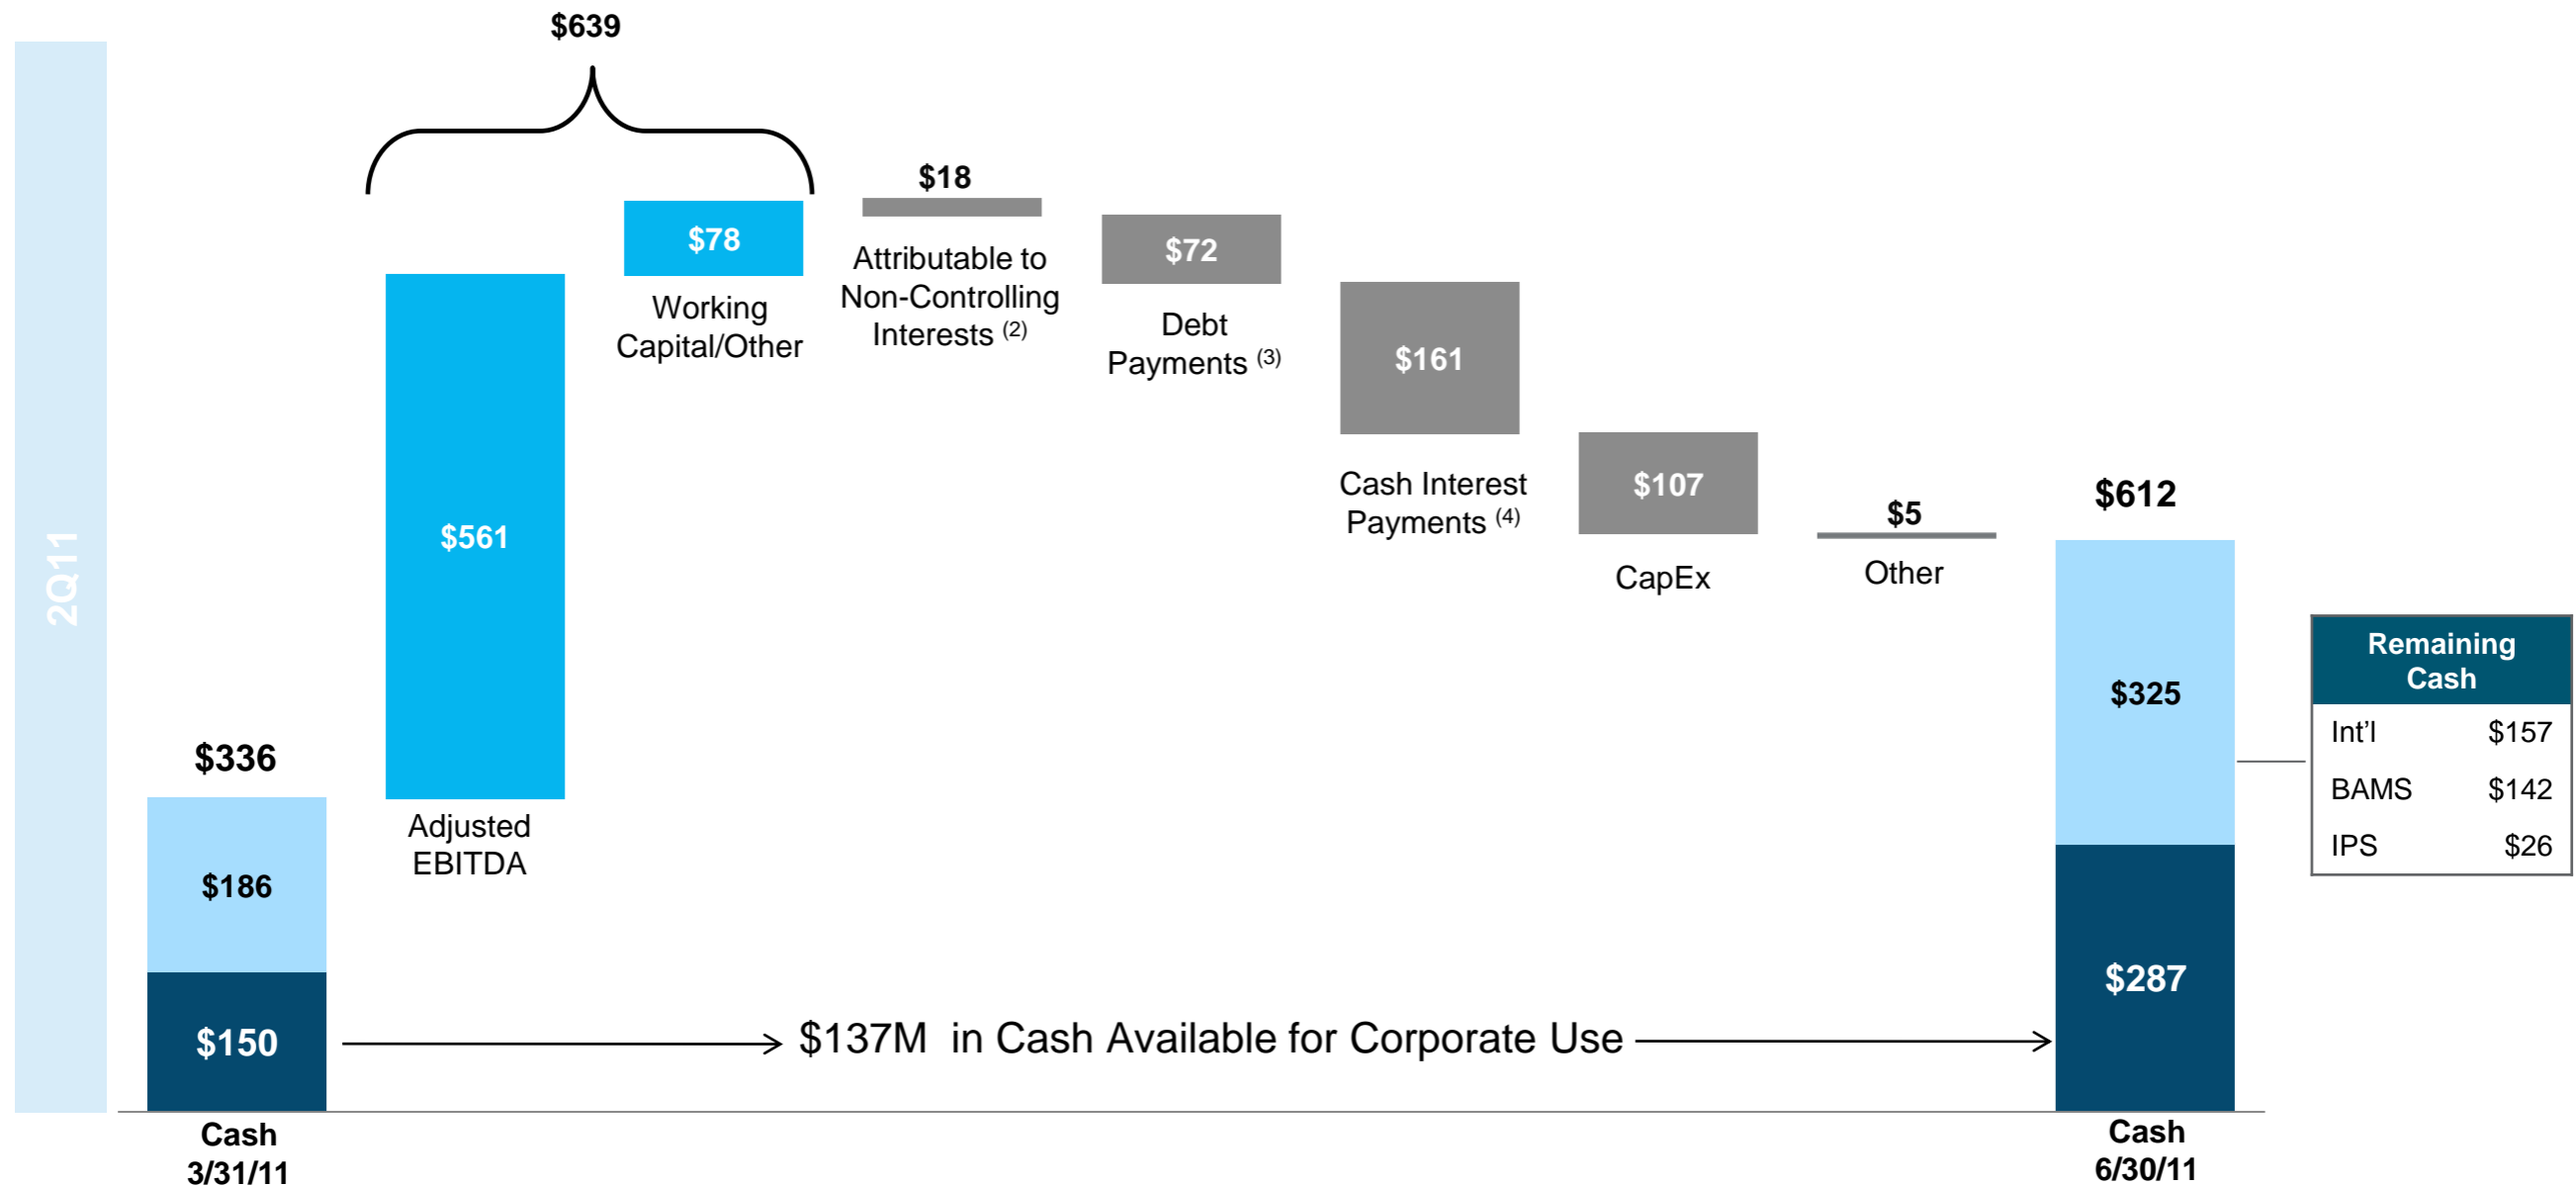 2Q11
$639
$561
Adjusted
EBITDA
$78
Working
Capital/Other
$18
Attributable to
Non-Controlling
Interests (2)
$72
Debt
Payments (3)
$161
Cash Interest
Payments (4)
$107
CapEx
$5
Other
$336
$186
$150
Cash
3/31/11
$137M in Cash Available for Corporate Use
$612
$325
$287
Cash
6/30/11
Remaining
Cash
Int’l $157
BAMS $142
IPS $26